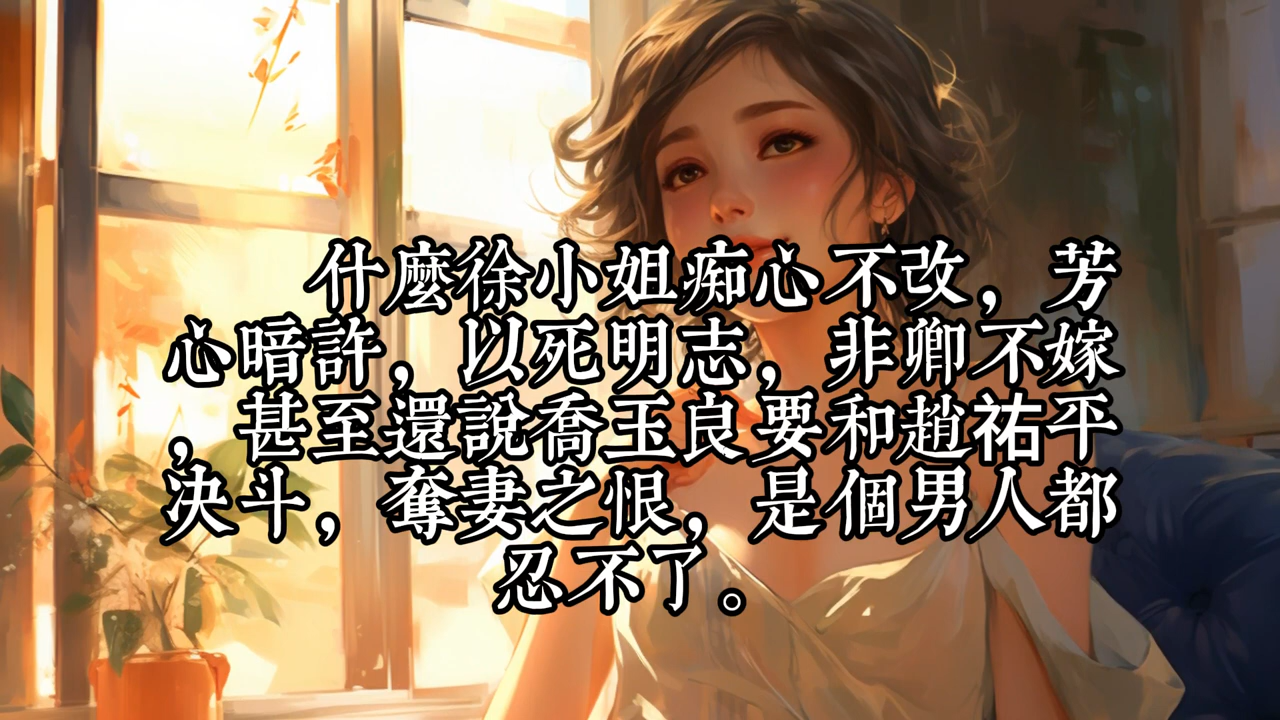 什麼徐小姐痴心不改，芳
心暗許，以死明志，非卿不嫁
，甚至還說喬玉良要和趙祐平
決斗，奪妻之恨，是個男人都
忍不了。